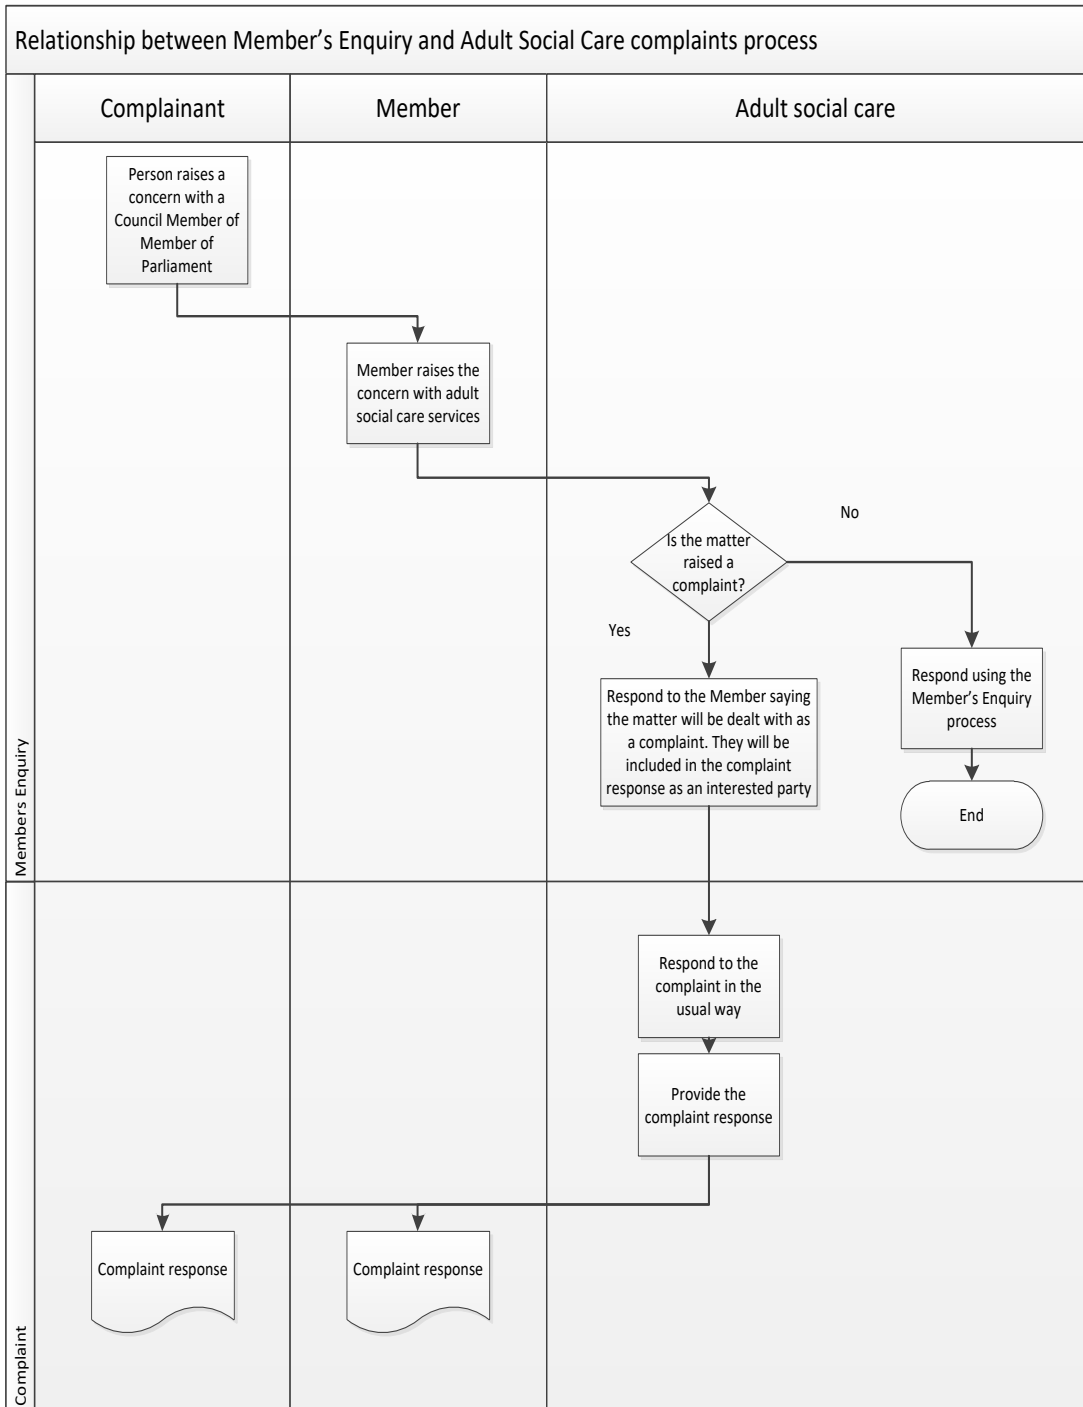 Relationship between Member’s Enquiry and Adult Social Care complaints process
Complainant
Member
Adult social care
Members Enquiry
Person raises a
concern with a
Council Member of
Member of
Parliament
Member raises the
concern with adult
social care services
Is the matter
raised a
complaint?
No
Yes
Respond using the
Member’s Enquiry
process
Respond to the Member saying
the matter will be dealt with as
a complaint. They will be
included in the complaint
response as an interested party
End
Complaint
Respond to the
complaint in the
usual way
Provide the
complaint response
Complaint response
Complaint response